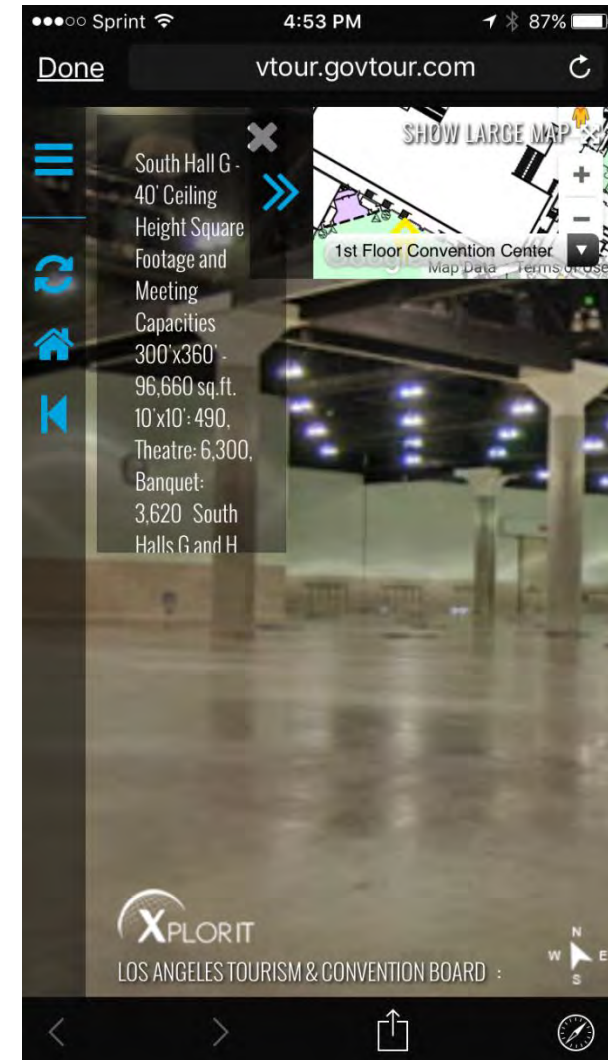 Sprint 4:53 PM 87%
Done vtour.govtour.com
SHOW LARGE MAP
South Hall G -
40' Ceiling
Height Square
Footage and
Meeting
Capacities
300'x360' -
96,660 sq.ft.
10'x10': 490,
Theatre: 6,300,
Banquet:
3,620 South
Halls G and H
+
−
1st Floor Convention Center
Map Data Terms of Use
XPLORIT
LOS ANGELES TOURISM & CONVENTION BOARD :
N
W E
S